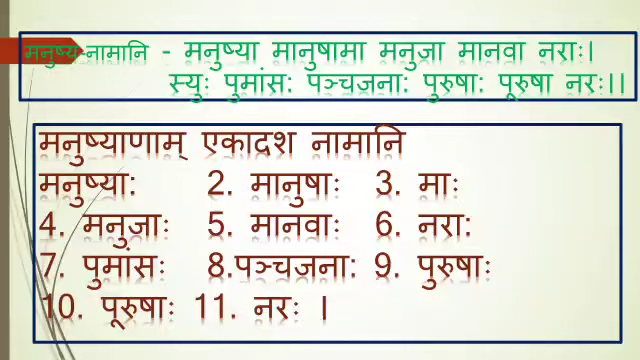 मनुष्य-नामानि - मनुष्या मानुषामा मनुजा मानवा नराः।
स्युः पुमांसः पञ्चजनाः पुरुषाः पूरुषा नरः।।
मनुष्याणाम् एकादश नामानि
मनुष्याः 2. मानुषाः 3. माः
4. मनुजाः 5. मानवाः 6. नराः
7. पुमांसः 8.पञ्चजनाः 9. पुरुषाः
10. पूरुषाः 11. नरः ।